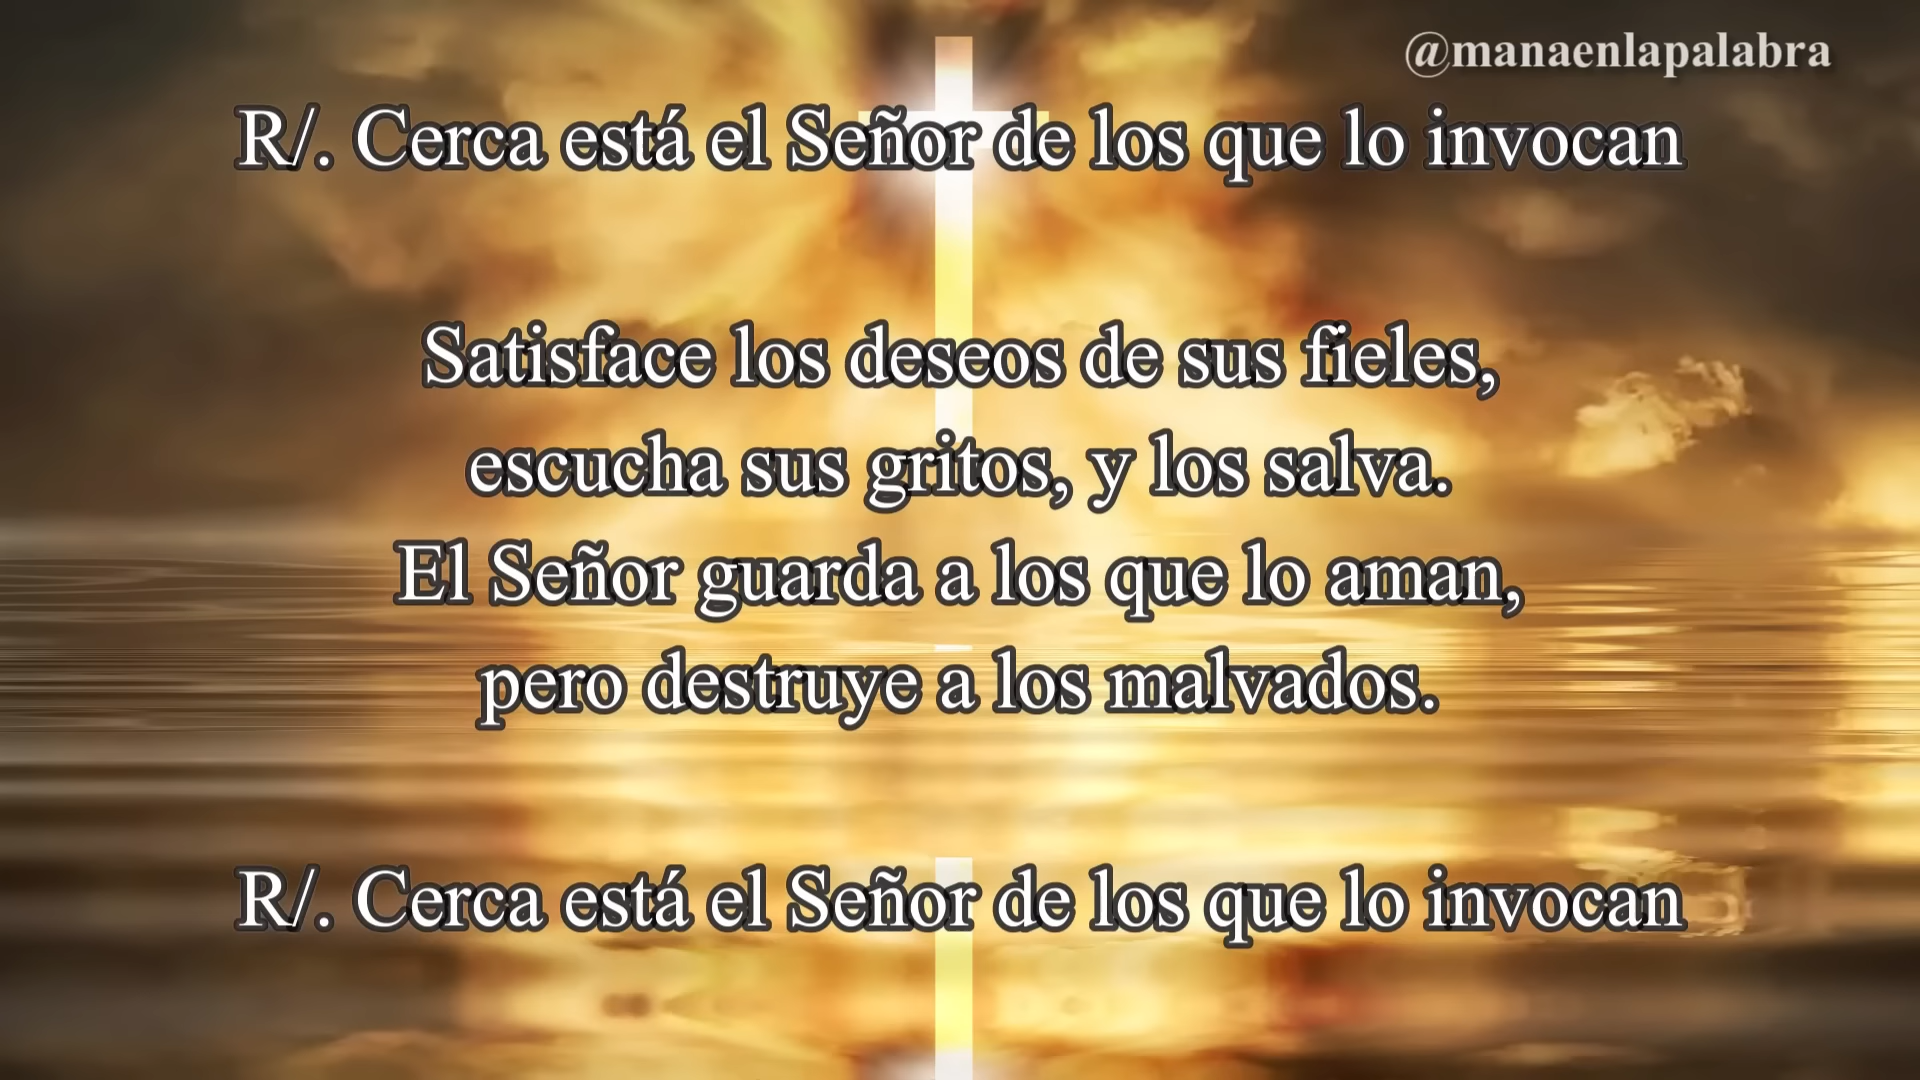 @manaenlapalabra
R/. Cerca está el Señor de los que lo invocan
Satisface los deseos de sus fieles,
escucha sus gritos, y los salva.
El Señor guarda a los que lo aman,
pero destruye a los malvados.
R/. Cerca está el Señor de los que lo invocan